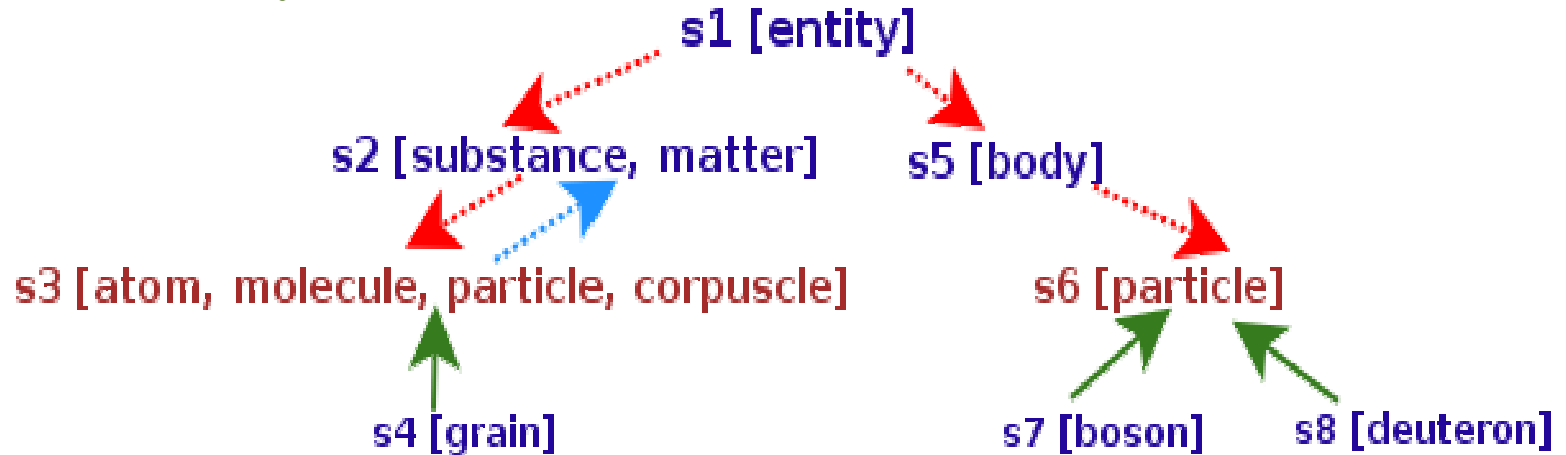 s1 [entity]
s2 [substance, matter]
s5 [body]
s3 [atom, molecule, particle, corpuscle]
s6 [particle]
s4 [grain]
s7 [boson]
s8 [deuteron]